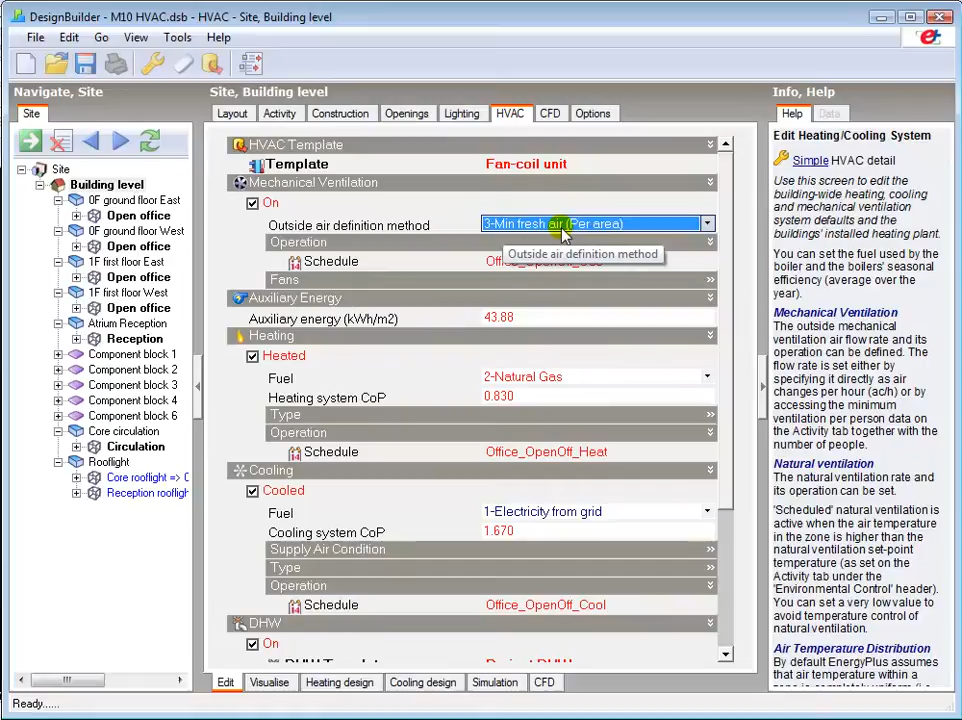 DesignBuilder - M10 HVAC.dsb - HVAC - Site, Building level
File Edit Go View Tools Help
Navigate, Site
Site
Site
Building level
0F ground floor East
Open office
0F ground floor West
Open office
1F first floor East
Open office
1F first floor West
Open office
Atrium Reception
Reception
Component block 1
Component block 2
Component block 3
Component block 4
Component block 6
Core circulation
Circulation
Rooflight
Core rooflight =>
Reception rooflig
Site, Building level
Layout Activity Construction Openings Lighting HVAC CFD Options
HVAC Template
Template Fan-coil unit
Mechanical Ventilation
On
Outside air definition method 3-Min fresh air (Per area)
Operation
Outside air definition method
Schedule
Fans
Auxiliary Energy
Auxiliary energy (kWh/m2) 43.88
Heating
Heated
Fuel 2-Natural Gas
Heating system CoP 0.830
Type
Operation
Schedule Office_OpenOff_Heat
Cooling
Cooled
Fuel 1-Electricity from grid
Cooling system CoP 1.670
Supply Air Condition
Type
Operation
Schedule Office_OpenOff_Cool
DHW
On
Edit Visualise Heating design Cooling design Simulation CFD
Info, Help
Help Data
Edit Heating/Cooling System
Simple HVAC detail
Use this screen to edit the
building-wide heating, cooling
and mechanical ventilation
system defaults and the
buildings' installed heating plant.
You can set the fuel used by the
boiler and the boilers' seasonal
efficiency (average over the
year).
Mechanical Ventilation
The outside mechanical
ventilation air flow rate and its
operation can be defined. The
flow rate is set either by
specifying it directly as air
changes per hour (ac/h) or by
accessing the minimum
ventilation per person data on
the Activity tab together with the
number of people.
Natural ventilation
The natural ventilation rate and
its operation can be set.
'Scheduled' natural ventilation is
active when the air temperature
in the zone is higher than the
natural ventilation set-point
temperature (as set on the
Activity tab under the
'Environmental Control' header).
You can set a very low value to
avoid temperature control of
natural ventilation.
Air Temperature Distribution
By default EnergyPlus assumes
that air temperature within a
Ready.....